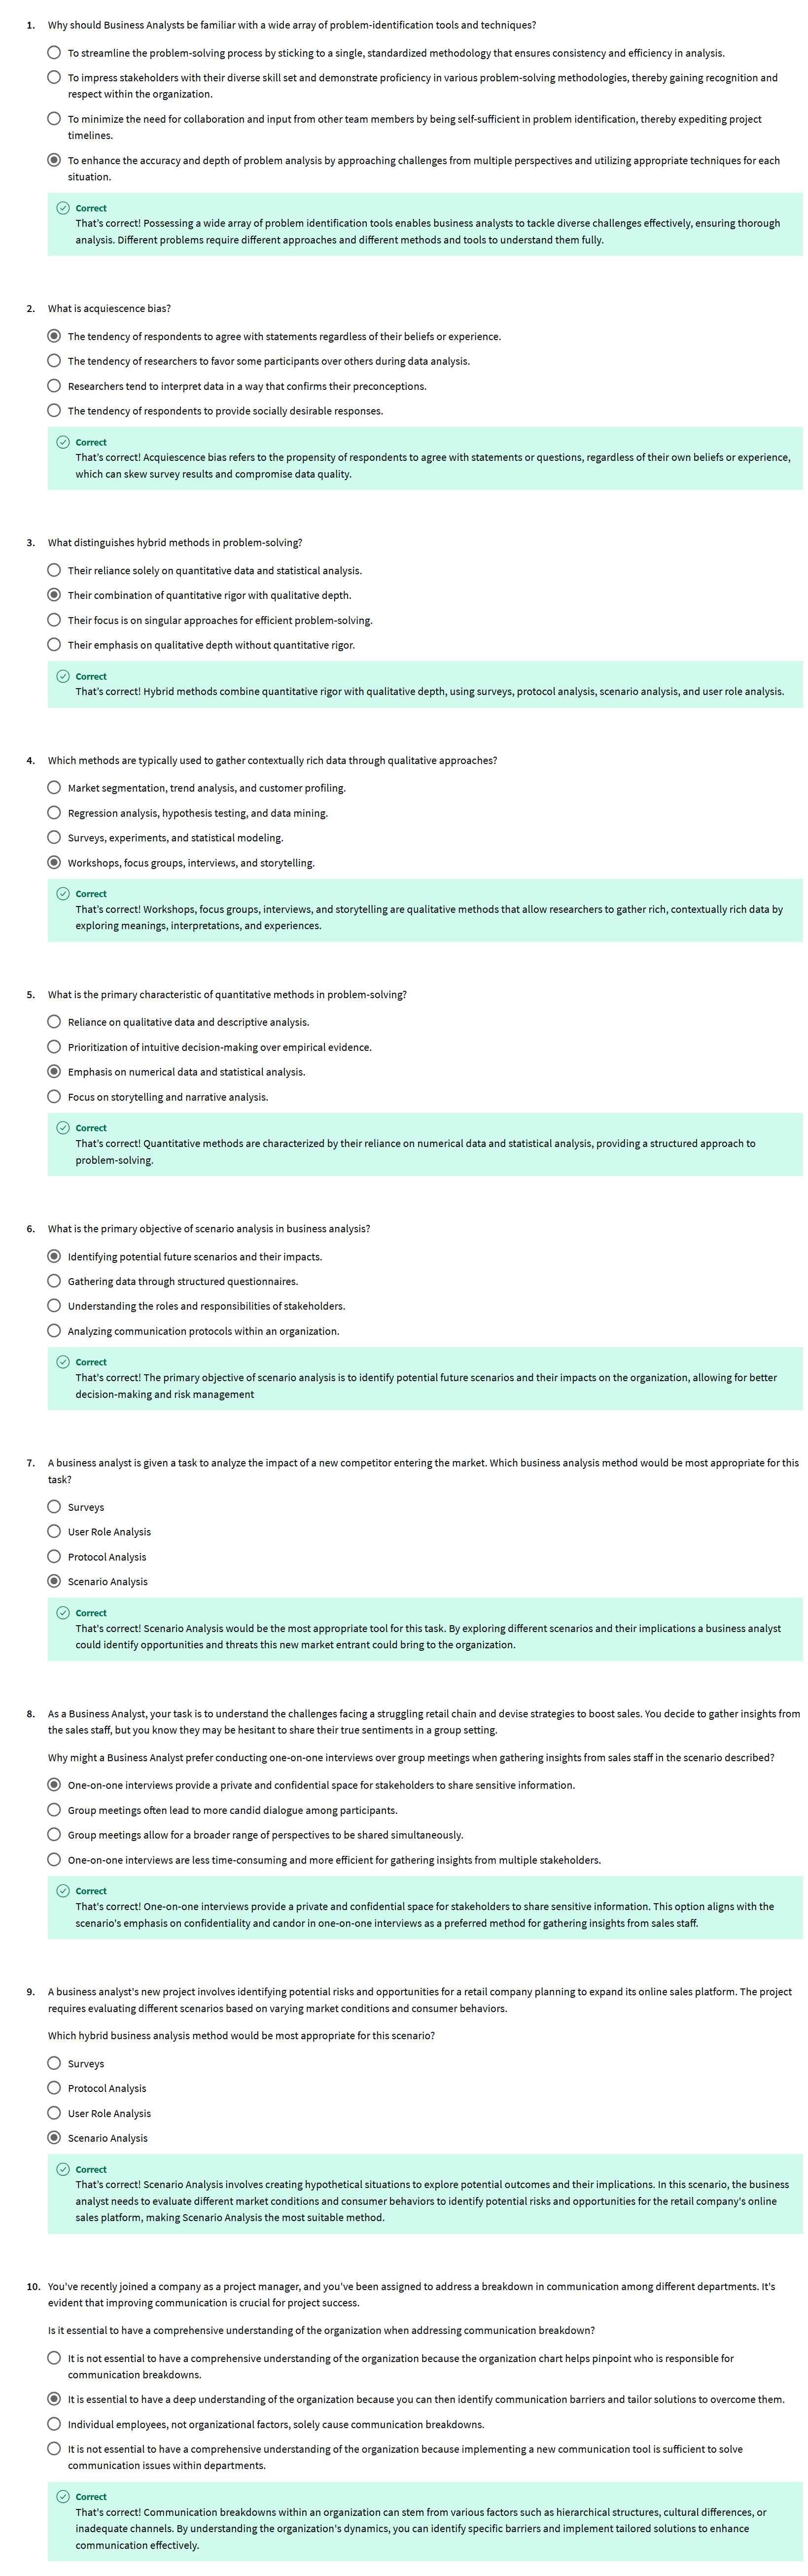 1. Why should Business Analysts be familiar with a wide array of problem-identification tools and techniques?
To streamline the problem-solving process by sticking to a single, standardized methodology that ensures consistency and efficiency in analysis.
To impress stakeholders with their diverse skill set and demonstrate proficiency in various problem-solving methodologies, thereby gaining recognition and
respect within the organization.
To minimize the need for collaboration and input from other team members by being self-sufficient in problem identification, thereby expediting project
timelines.
To enhance the accuracy and depth of problem analysis by approaching challenges from multiple perspectives and utilizing appropriate techniques for each
situation.
Correct
That's correct! Possessing a wide array of problem identification tools enables business analysts to tackle diverse challenges effectively, ensuring thorough
analysis. Different problems require different approaches and different methods and tools to understand them fully.
2. What is acquiescence bias?
The tendency of respondents to agree with statements regardless of their beliefs or experience.
The tendency of researchers to favor some participants over others during data analysis.
Researchers tend to interpret data in a way that confirms their preconceptions.
The tendency of respondents to provide socially desirable responses.
Correct
That's correct! Acquiescence bias refers to the propensity of respondents to agree with statements or questions, regardless of their own beliefs or experience,
which can skew survey results and compromise data quality.
3. What distinguishes hybrid methods in problem-solving?
Their reliance solely on quantitative data and statistical analysis.
Their combination of quantitative rigor with qualitative depth.
Their focus is on singular approaches for efficient problem-solving.
Their emphasis on qualitative depth without quantitative rigor.
Correct
That's correct! Hybrid methods combine quantitative rigor with qualitative depth, using surveys, protocol analysis, scenario analysis, and user role analysis.
4. Which methods are typically used to gather contextually rich data through qualitative approaches?
Market segmentation, trend analysis, and customer profiling.
Regression analysis, hypothesis testing, and data mining.
Surveys, experiments, and statistical modeling.
Workshops, focus groups, interviews, and storytelling.
Correct
That's correct! Workshops, focus groups, interviews, and storytelling are qualitative methods that allow researchers to gather rich, contextually rich data by
exploring meanings, interpretations, and experiences.
5. What is the primary characteristic of quantitative methods in problem-solving?
Reliance on qualitative data and descriptive analysis.
Prioritization of intuitive decision-making over empirical evidence.
Emphasis on numerical data and statistical analysis.
Focus on storytelling and narrative analysis.
Correct
That's correct! Quantitative methods are characterized by their reliance on numerical data and statistical analysis, providing a structured approach to
problem-solving.
6. What is the primary objective of scenario analysis in business analysis?
Identifying potential future scenarios and their impacts.
Gathering data through structured questionnaires.
Understanding the roles and responsibilities of stakeholders.
Analyzing communication protocols within an organization.
Correct
That's correct! The primary objective of scenario analysis is to identify potential future scenarios and their impacts on the organization, allowing for better
decision-making and risk management
7. A business analyst is given a task to analyze the impact of a new competitor entering the market. Which business analysis method would be most appropriate for this
task?
Surveys
User Role Analysis
Protocol Analysis
Scenario Analysis
Correct
That's correct! Scenario Analysis would be the most appropriate tool for this task. By exploring different scenarios and their implications a business analyst
could identify opportunities and threats this new market entrant could bring to the organization.
8. As a Business Analyst, your task is to understand the challenges facing a struggling retail chain and devise strategies to boost sales. You decide to gather insights from
the sales staff, but you know they may be hesitant to share their true sentiments in a group setting.
Why might a Business Analyst prefer conducting one-on-one interviews over group meetings when gathering insights from sales staff in the scenario described?
One-on-one interviews provide a private and confidential space for stakeholders to share sensitive information.
Group meetings often lead to more candid dialogue among participants.
Group meetings allow for a broader range of perspectives to be shared simultaneously.
One-on-one interviews are less time-consuming and more efficient for gathering insights from multiple stakeholders.
Correct
That's correct! One-on-one interviews provide a private and confidential space for stakeholders to share sensitive information. This option aligns with the
scenario's emphasis on confidentiality and candor in one-on-one interviews as a preferred method for gathering insights from sales staff.
9. A business analyst's new project involves identifying potential risks and opportunities for a retail company planning to expand its online sales platform. The project
requires evaluating different scenarios based on varying market conditions and consumer behaviors.
Which hybrid business analysis method would be most appropriate for this scenario?
Surveys
Protocol Analysis
User Role Analysis
Scenario Analysis
Correct
That's correct! Scenario Analysis involves creating hypothetical situations to explore potential outcomes and their implications. In this scenario, the business
analyst needs to evaluate different market conditions and consumer behaviors to identify potential risks and opportunities for the retail company's online
sales platform, making Scenario Analysis the most suitable method.
10. You've recently joined a company as a project manager, and you've been assigned to address a breakdown in communication among different departments. It's
evident that improving communication is crucial for project success.
Is it essential to have a comprehensive understanding of the organization when addressing communication breakdown?
It is not essential to have a comprehensive understanding of the organization because the organization chart helps pinpoint who is responsible for
communication breakdowns.
It is essential to have a deep understanding of the organization because you can then identify communication barriers and tailor solutions to overcome them.
Individual employees, not organizational factors, solely cause communication breakdowns.
It is not essential to have a comprehensive understanding of the organization because implementing a new communication tool is sufficient to solve
communication issues within departments.
Correct
That's correct! Communication breakdowns within an organization can stem from various factors such as hierarchical structures, cultural differences, or
inadequate channels. By understanding the organization's dynamics, you can identify specific barriers and implement tailored solutions to enhance
communication effectively.